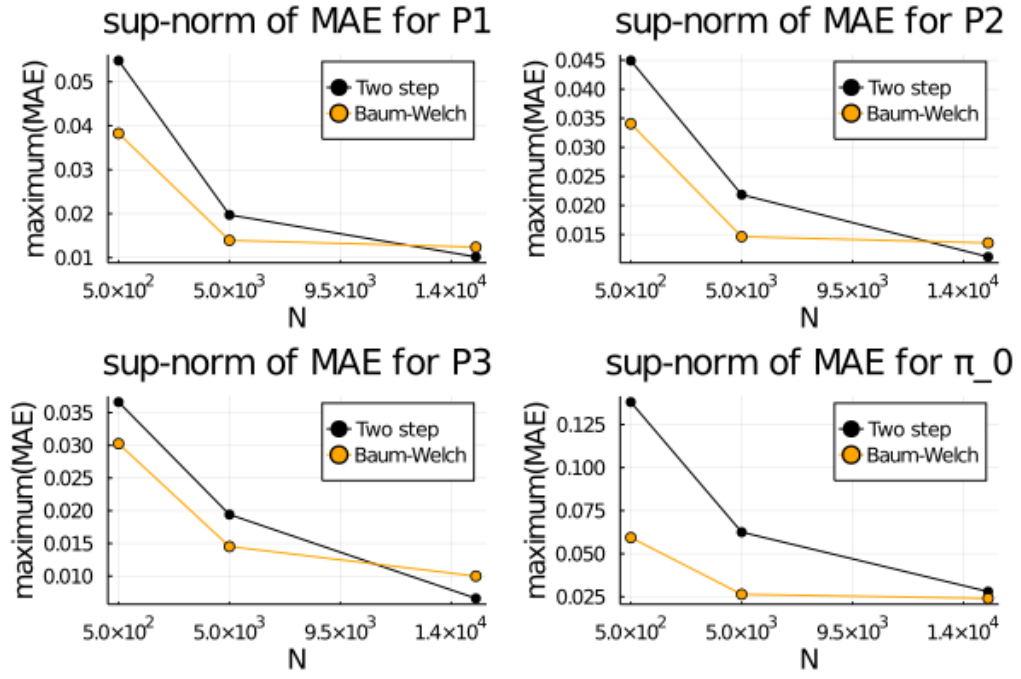 sup-norm of MAE for P1
maximum(MAE)
0.05
0.04
0.03
0.02
0.01
Two step
Baum-Welch
5.0×10² 5.0×10³ 9.5×10³ 1.4×10⁴
N
sup-norm of MAE for P2
maximum(MAE)
0.045
0.040
0.035
0.030
0.025
0.020
0.015
Two step
Baum-Welch
5.0×10² 5.0×10³ 9.5×10³ 1.4×10⁴
N
sup-norm of MAE for P3
maximum(MAE)
0.035
0.030
0.025
0.020
0.015
0.010
Two step
Baum-Welch
5.0×10² 5.0×10³ 9.5×10³ 1.4×10⁴
N
sup-norm of MAE for π_0
maximum(MAE)
0.125
0.100
0.075
0.050
0.025
Two step
Baum-Welch
5.0×10² 5.0×10³ 9.5×10³ 1.4×10⁴
N